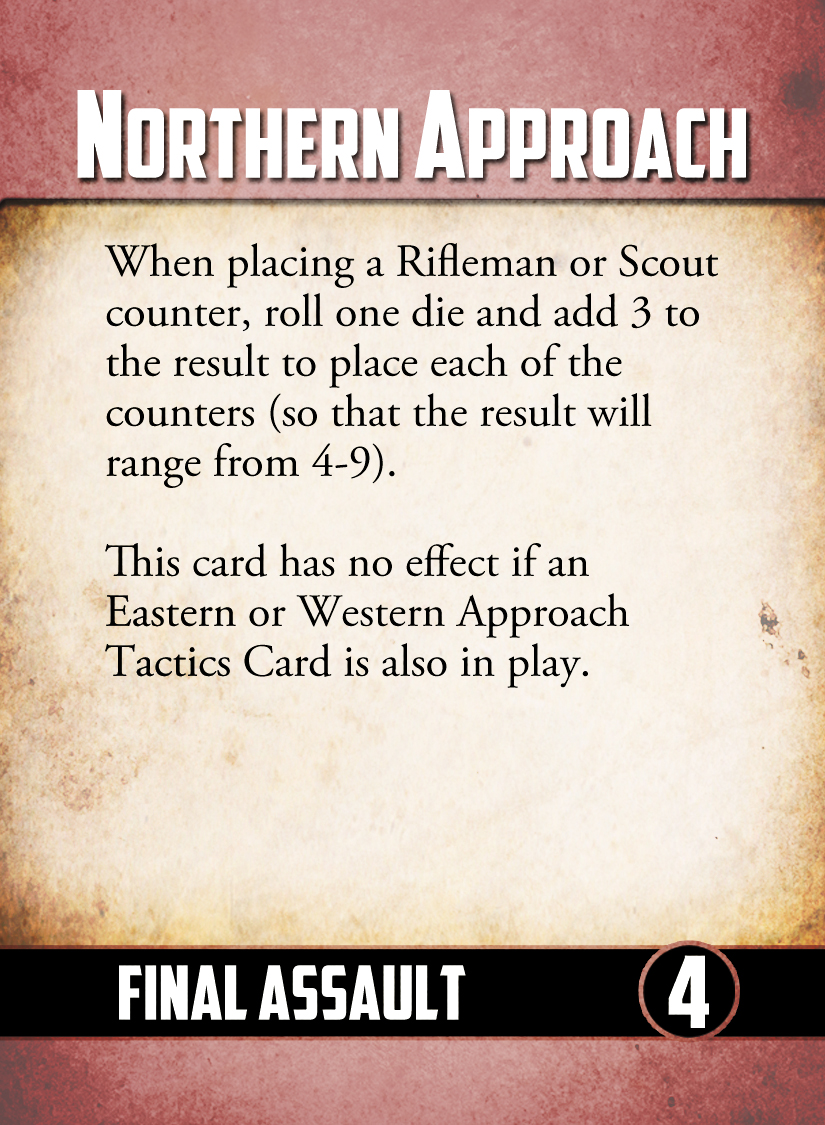 Northern Approach
When placing a Rifleman or Scout
counter, roll one die and add 3 to
the result to place each of the
counters (so that the result will
range from 4-9).
This card has no effect if an
Eastern or Western Approach
Tactics Card is also in play.
FINAL ASSAULT
4